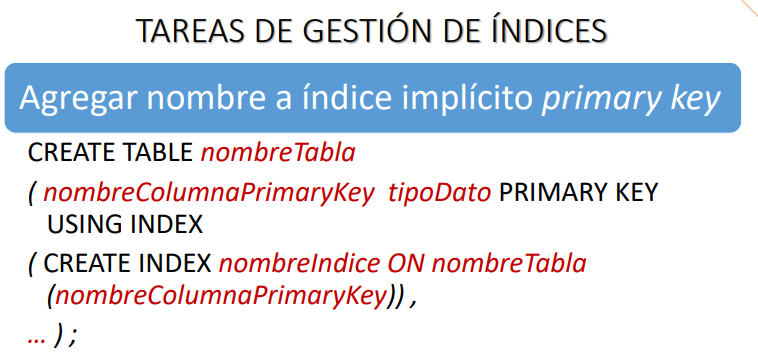 TAREAS DE GESTIÓN DE ÍNDICES
Agregar nombre a índice implícito primary key
CREATE TABLE nombreTabla
( nombreColumnaPrimaryKey tipoDato PRIMARY KEY
USING INDEX
( CREATE INDEX nombreIndice ON nombreTabla
(nombreColumnaPrimaryKey)) ,
... ) ;